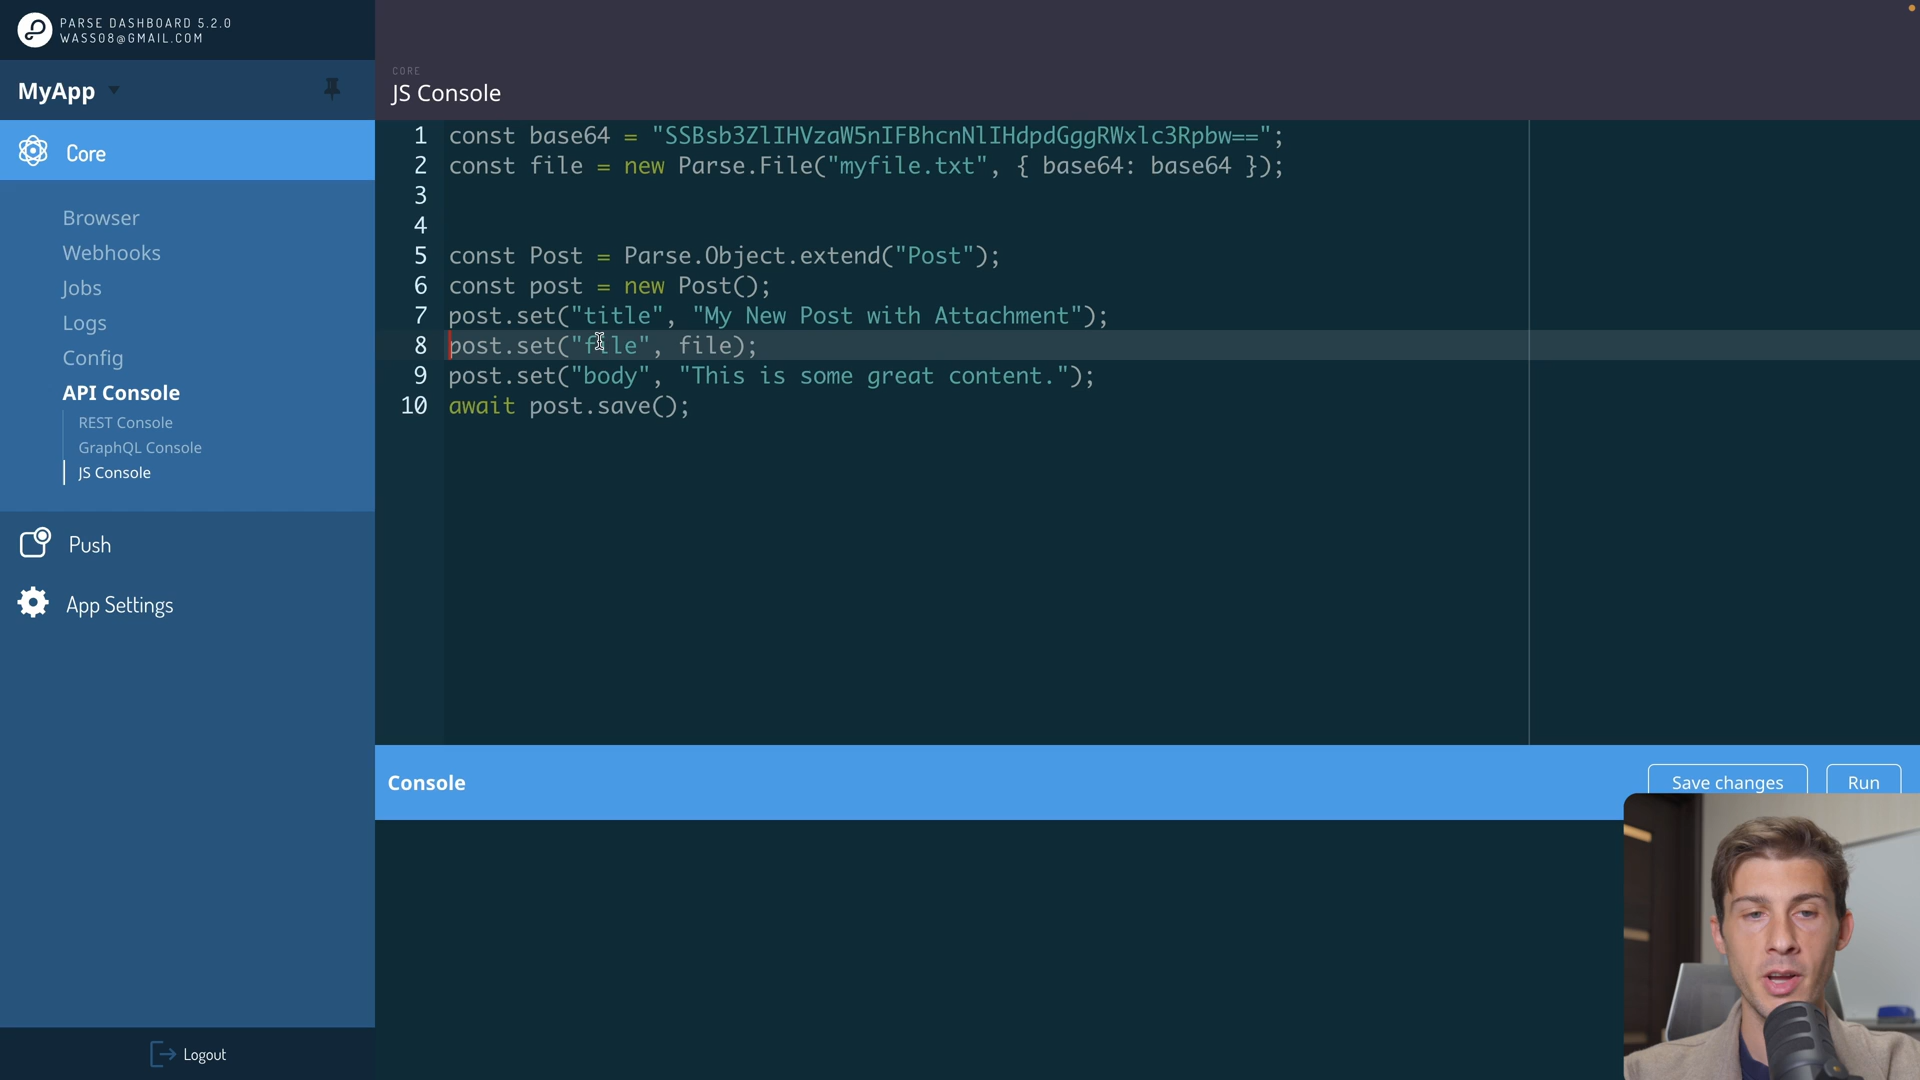 PARSE DASHBOARD 5.2.0
WASS08@GMAIL.COM
MyApp
Core
Browser
Webhooks
Jobs
Logs
Config
API Console
REST Console
GraphQL Console
JS Console
Push
App Settings
Logout
CORE
JS Console
1 const base64 = "SSBsb3ZlIHVzaW5nIFBhcnNlIHdpdGggRWxlc3Rpbw==";
2 const file = new Parse.File("myfile.txt", { base64: base64 });
3
4
5 const Post = Parse.Object.extend("Post");
6 const post = new Post();
7 post.set("title", "My New Post with Attachment");
8 post.set("file", file);
9 post.set("body", "This is some great content.");
10 await post.save();
Console
Save changes
Run